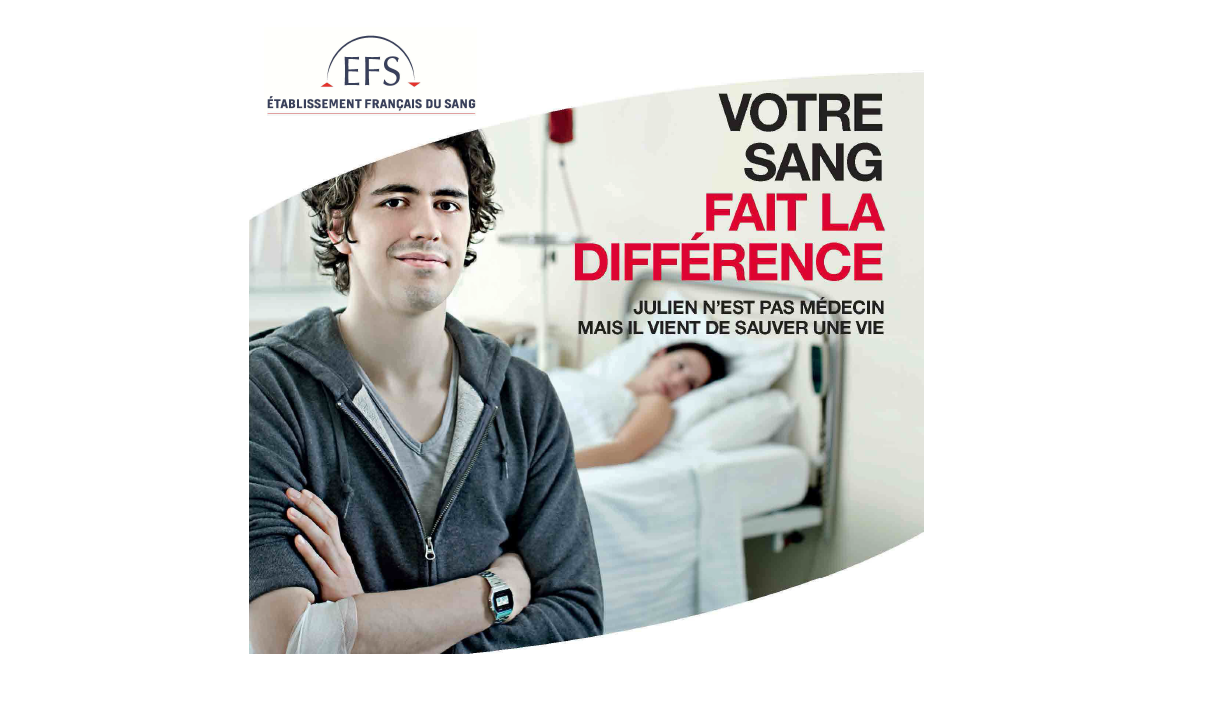 EFS
ÉTABLISSEMENT FRANÇAIS DU SANG
VOTRE
SANG
FAIT LA
DIFFÉRENCE
JULIEN N'EST PAS MÉDECIN
MAIS IL VIENT DE SAUVER UNE VIE